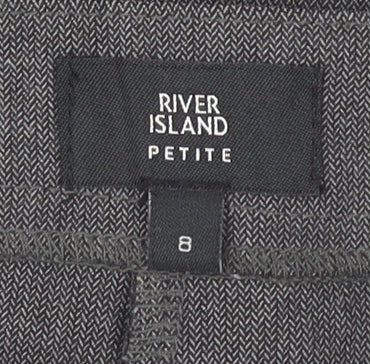 RIVER
ISLAND
PETITE
8